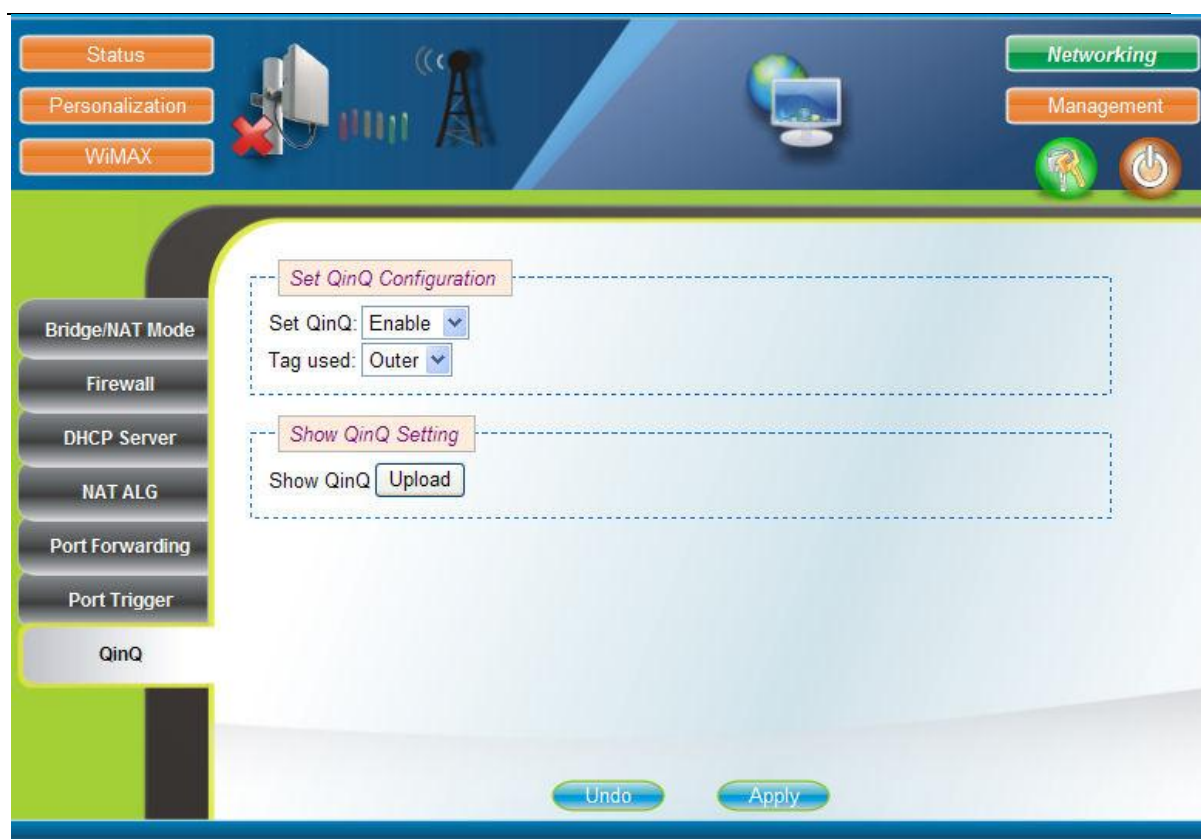 Status
Personalization
WiMAX
Networking
Management
Bridge/NAT Mode
Firewall
DHCP Server
NAT ALG
Port Forwarding
Port Trigger
QinQ
Set QinQ Configuration
Set QinQ: Enable
Tag used: Outer
Show QinQ Setting
Show QinQ Upload
Undo Apply